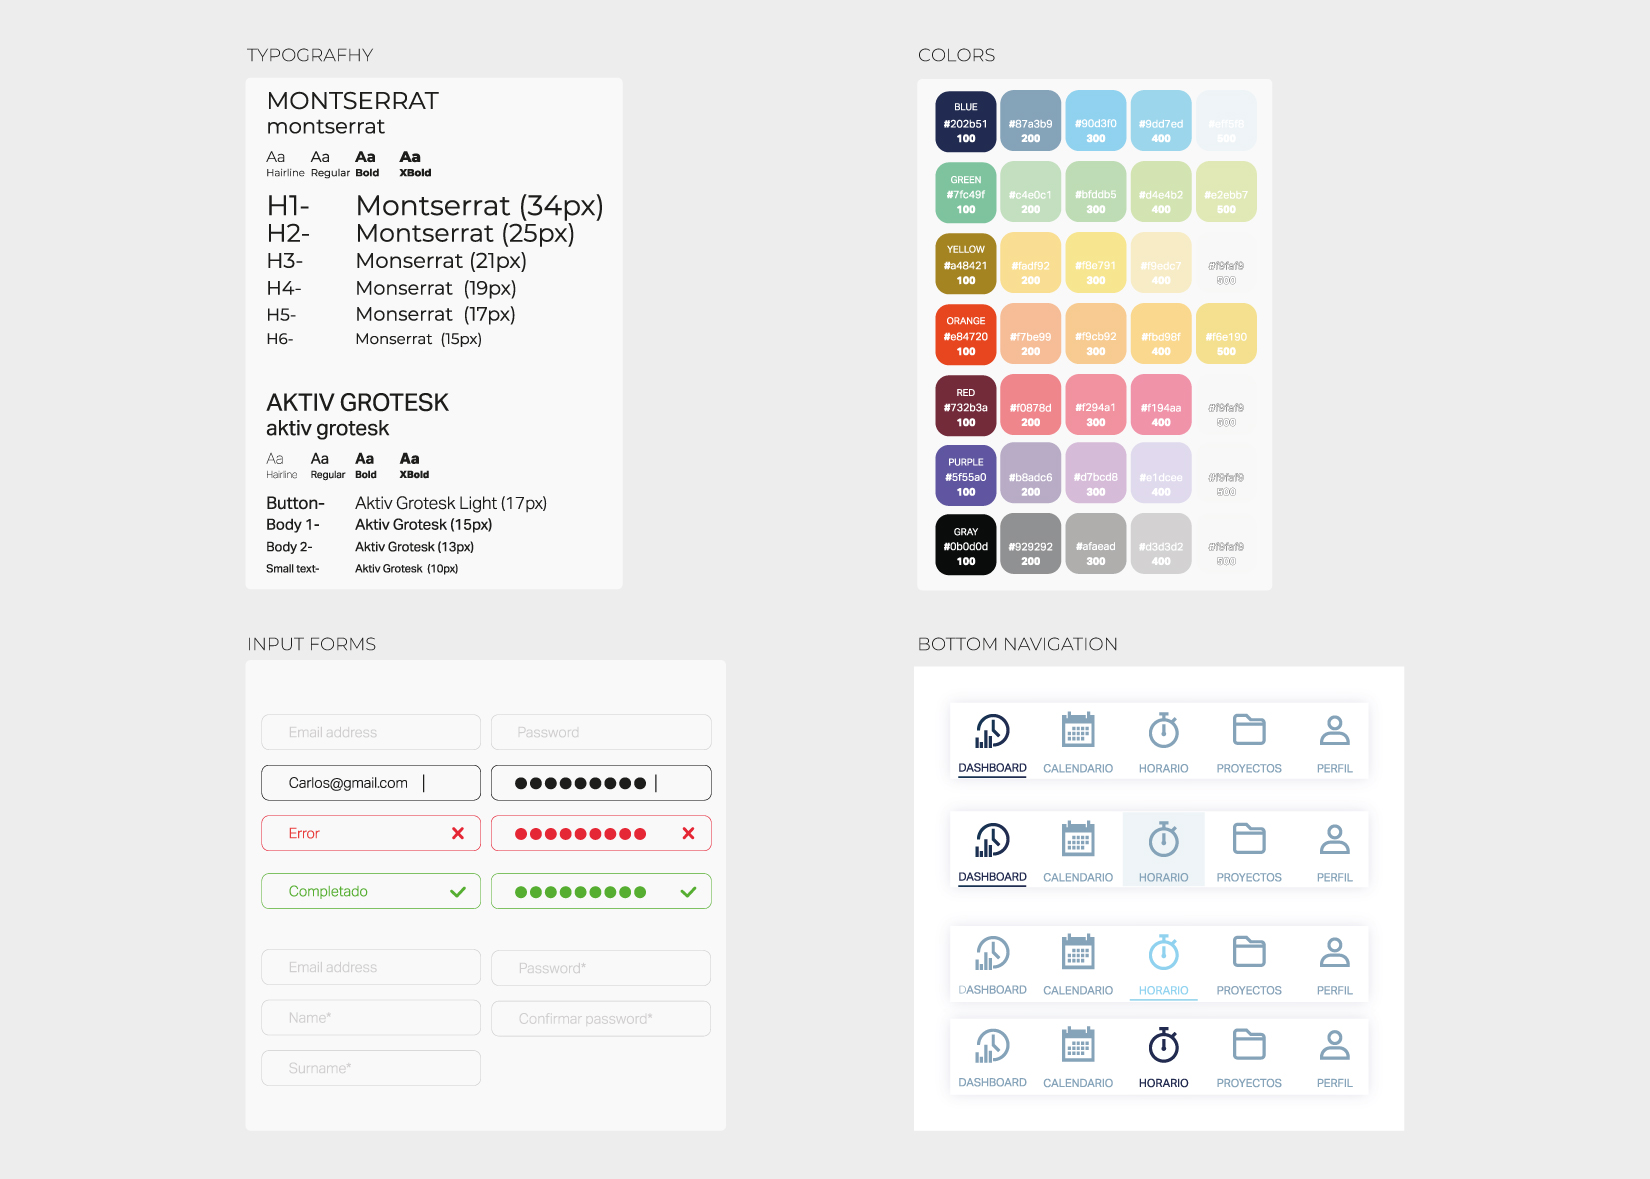 TYPOGRAFHY
MONTSERRAT
montserrat
Aa Aa Aa Aa
Hairline Regular Bold XBold
H1- Montserrat (34px)
H2- Montserrat (25px)
H3- Monserrat (21px)
H4- Monserrat (19px)
H5- Monserrat (17px)
H6- Monserrat (15px)
AKTIV GROTESK
aktiv grotesk
Aa Aa Aa Aa
Hairline Regular Bold XBold
Button- Aktiv Grotesk Light (17px)
Body 1- Aktiv Grotesk (15px)
Body 2- Aktiv Grotesk (13px)
Small text- Aktiv Grotesk (10px)
COLORS
BLUE
#202b51 #87a3b9 #90d3f0 #9dd7ed #eff5f8
100 200 300 400 500
GREEN
#7fc49f #c4e0c1 #bfddb5 #d4e4b2 #e2ebb7
100 200 300 400 500
YELLOW
#a48421 #fadf92 #f8e791 #f9edc7 #f9faf9
100 200 300 400 500
ORANGE
#e84720 #f7be99 #f9cb92 #fbd98f #f6e190
100 200 300 400 500
RED
#732b3a #f0878d #f294a1 #f194aa #f9faf9
100 200 300 400 500
PURPLE
#5f55a0 #b8adc6 #d7bcd8 #e1dcee #f9faf9
100 200 300 400 500
GRAY
#0b0d0d #929292 #afaead #d3d3d2 #f9faf9
100 200 300 400 500
INPUT FORMS
Email address Password
Carlos@gmail.com
Error
Completado
Email address Password*
Name* Confirmar password*
Surname*
BOTTOM NAVIGATION
DASHBOARD CALENDARIO HORARIO PROYECTOS PERFIL
DASHBOARD CALENDARIO HORARIO PROYECTOS PERFIL
DASHBOARD CALENDARIO HORARIO PROYECTOS PERFIL
DASHBOARD CALENDARIO HORARIO PROYECTOS PERFIL